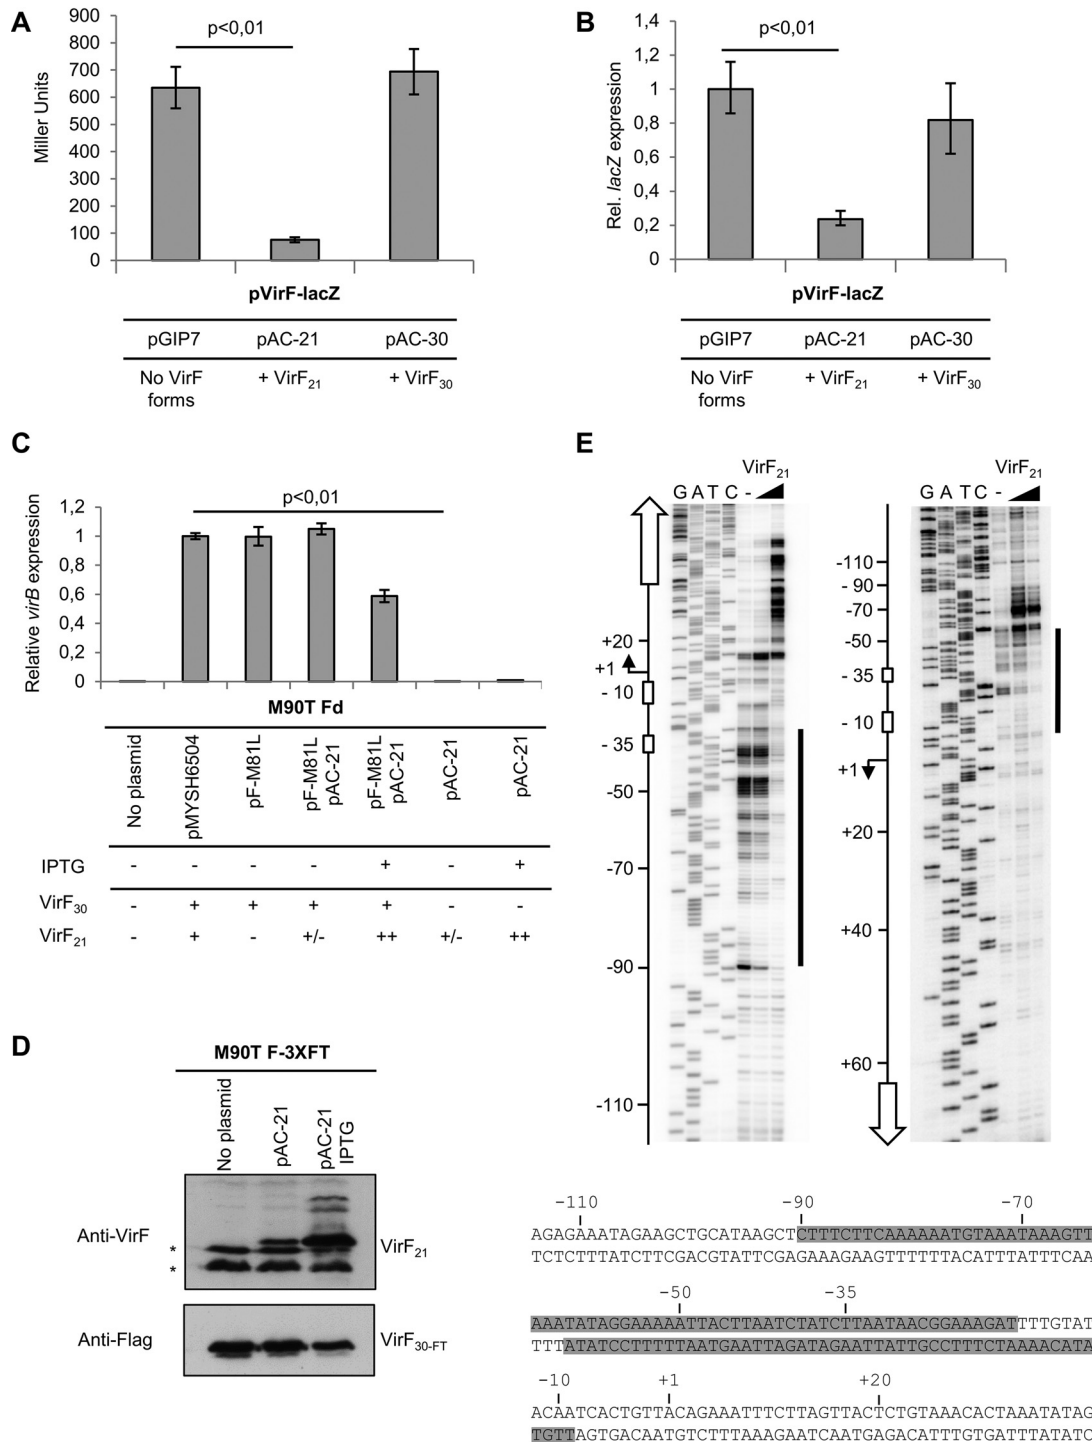 A
900
800
700
600
500
400
300
200
100
0
Miller Units
p<0,01
pVirF-lacZ
pGIP7 pAC-21 pAC-30
No VirF forms + VirF21 + VirF30
B
1,4
1,2
1
0,8
0,6
0,4
0,2
0
Rel. lacZ expression
p<0,01
pVirF-lacZ
pGIP7 pAC-21 pAC-30
No VirF forms + VirF21 + VirF30
C
1,2
1
0,8
0,6
0,4
0,2
0
Relative virB expression
p<0,01
M90T Fd
No plasmid
pMYSH6504
pF-M81L
pF-M81L pAC-21
pF-M81L pAC-21
pAC-21
pAC-21
IPTG - - - - + - +
VirF30 - + + + + - -
VirF21 - + - +/- ++ +/- ++
D
M90T F-3XFT
No plasmid
pAC-21
pAC-21 IPTG
Anti-VirF
*
*
VirF21
Anti-Flag
VirF30-FT
E
VirF21
G A T C -
+20
+1
- 10
- 35
-50
-70
-90
-110
VirF21
G A T C -
-110
- 90
-70
-50
- 35
- 10
+1
+20
+40
+60
-110 -90 -70
AGAGAAATAGAAGCTGCATAAGCTCTTTCTTCAAAAAATGTAAATAAAGTT
TCTCTTTATCTTCGACGTATTCGAGAAAGAAGTTTTTTACATTTATTTCAA
-50 -35
AAATATAGGAAAAATTACTTAATCTATCTTAATAACGGAAAGATTTTGTAT
TTTATATCCTTTTTAATGAATTAGATAGAATTATTGCCTTTCTAAAACATA
-10 +1 +20
ACAATCACTGTTACAGAAATTTCTTAGTTACTCTGTAAACACTAAATATAG
TGTTAGTGACAATGTCTTTAAAGAATCAATGAGACATTTGTGATTTATATC